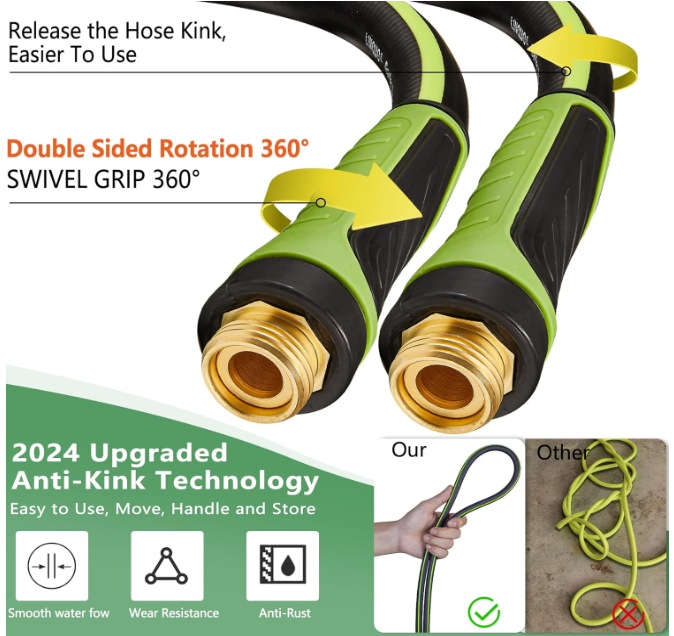 Release the Hose Kink,
Easier To Use
Double Sided Rotation 360°
SWIVEL GRIP 360°
2024 Upgraded
Anti-Kink Technology
Easy to Use, Move, Handle and Store
Smooth water fow
Wear Resistance
Anti-Rust
Our
Other